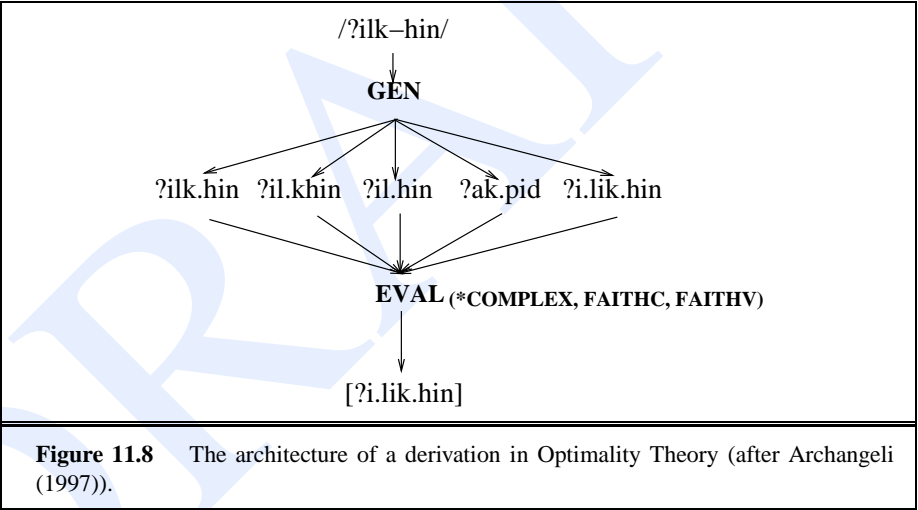 /?ilk−hin/
GEN
?ilk.hin ?il.khin ?il.hin ?ak.pid ?i.lik.hin
EVAL (*COMPLEX, FAITHC, FAITHV)
[?i.lik.hin]
Figure 11.8 The architecture of a derivation in Optimality Theory (after Archangeli
(1997)).